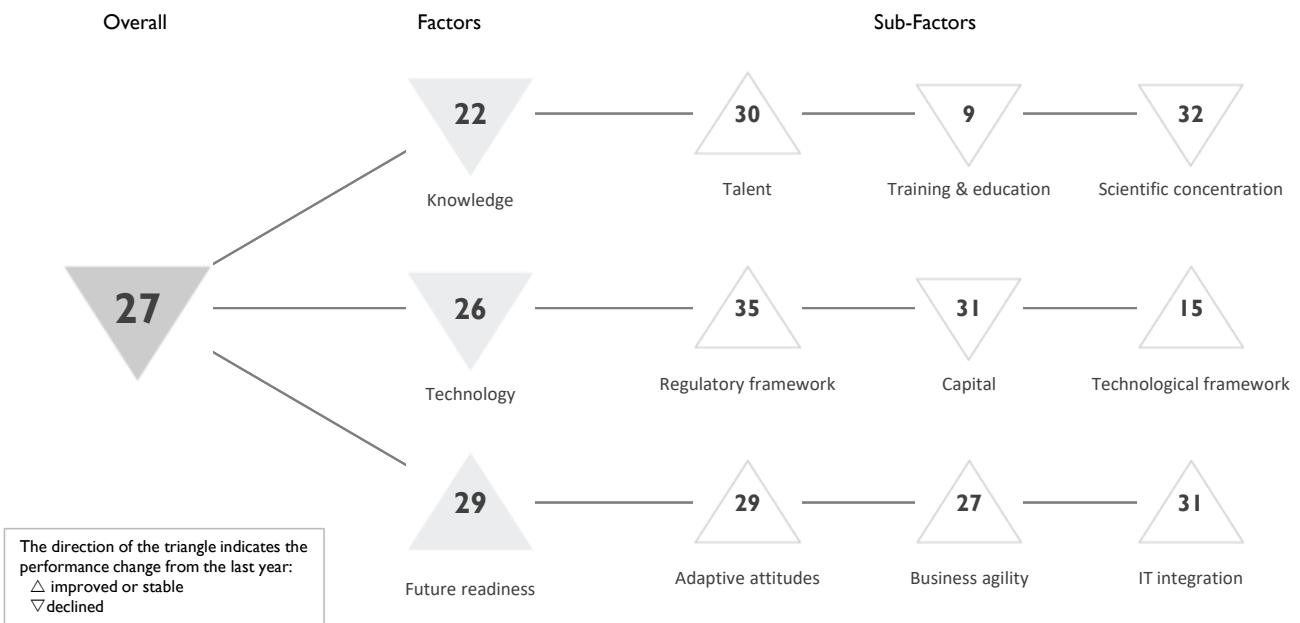 Overall
Factors
Sub-Factors
22
30
9
32
Knowledge
Talent
Training & education
Scientific concentration
27
26
35
31
15
Technology
Regulatory framework
Capital
Technological framework
29
29
27
31
Future readiness
Adaptive attitudes
Business agility
IT integration
The direction of the triangle indicates the
performance change from the last year:
△ improved or stable
▽ declined